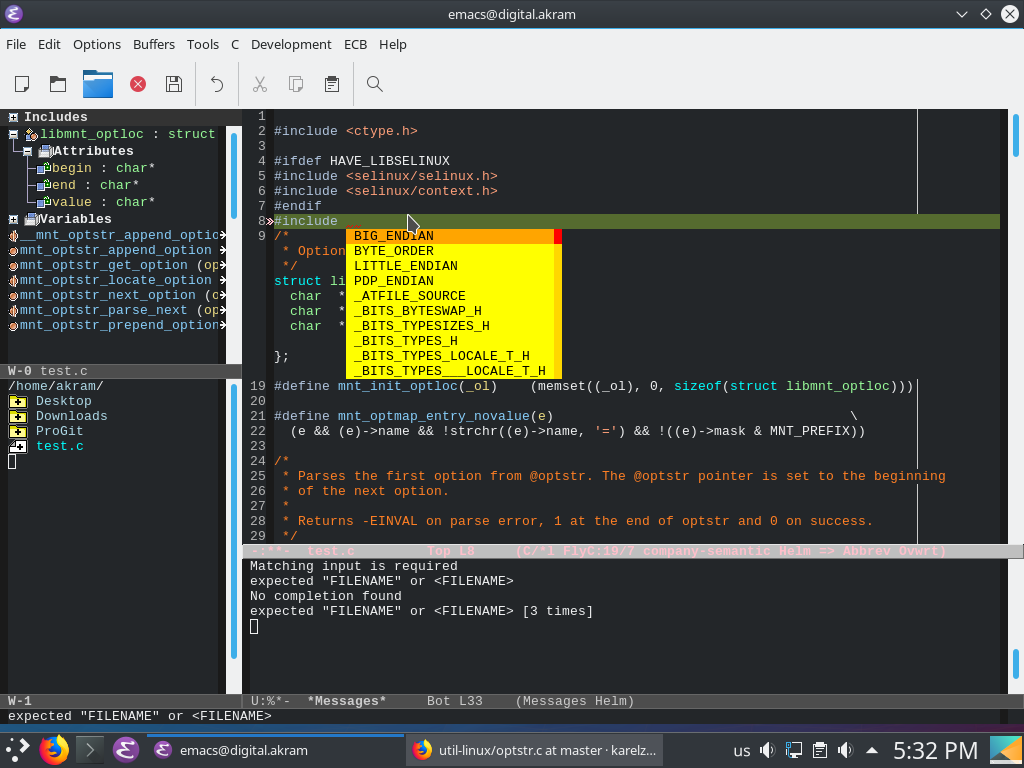 emacs@digital.akram
File Edit Options Buffers Tools C Development ECB Help
Includes
libmnt_optloc : struct
Attributes
begin : char*
end : char*
value : char*
Variables
__mnt_optstr_append_optio
mnt_optstr_append_option
mnt_optstr_get_option (op
mnt_optstr_locate_option
mnt_optstr_next_option (o
mnt_optstr_parse_next (op
mnt_optstr_prepend_option
W-0 test.c
/home/akram/
Desktop
Downloads
ProGit
test.c
W-1
1
2 #include <ctype.h>
3
4 #ifdef HAVE_LIBSELINUX
5 #include <selinux/selinux.h>
6 #include <selinux/context.h>
7 #endif
8 #include
9 /*
* Option
*/
struct li
char *
char *
char *
};
BIG_ENDIAN
BYTE_ORDER
LITTLE_ENDIAN
PDP_ENDIAN
_ATFILE_SOURCE
_BITS_BYTESWAP_H
_BITS_TYPESIZES_H
_BITS_TYPES_H
_BITS_TYPES_LOCALE_T_H
_BITS_TYPES___LOCALE_T_H
19 #define mnt_init_optloc(_ol) (memset((_ol), 0, sizeof(struct libmnt_optloc)))
20
21 #define mnt_optmap_entry_novalue(e) \
22 (e && (e)->name && !strchr((e)->name, '=') && !((e)->mask & MNT_PREFIX))
23
24 /*
25 * Parses the first option from @optstr. The @optstr pointer is set to the beginning
26 * of the next option.
27 *
28 * Returns -EINVAL on parse error, 1 at the end of optstr and 0 on success.
29 */
-:**- test.c Top L8 (C/*l FlyC:19/7 company-semantic Helm => Abbrev Ovwrt)
Matching input is required
expected "FILENAME" or <FILENAME>
No completion found
expected "FILENAME" or <FILENAME> [3 times]
U:%*- *Messages* Bot L33 (Messages Helm)
expected "FILENAME" or <FILENAME>
emacs@digital.akram
util-linux/optstr.c at master · karelz...
us
5:32 PM